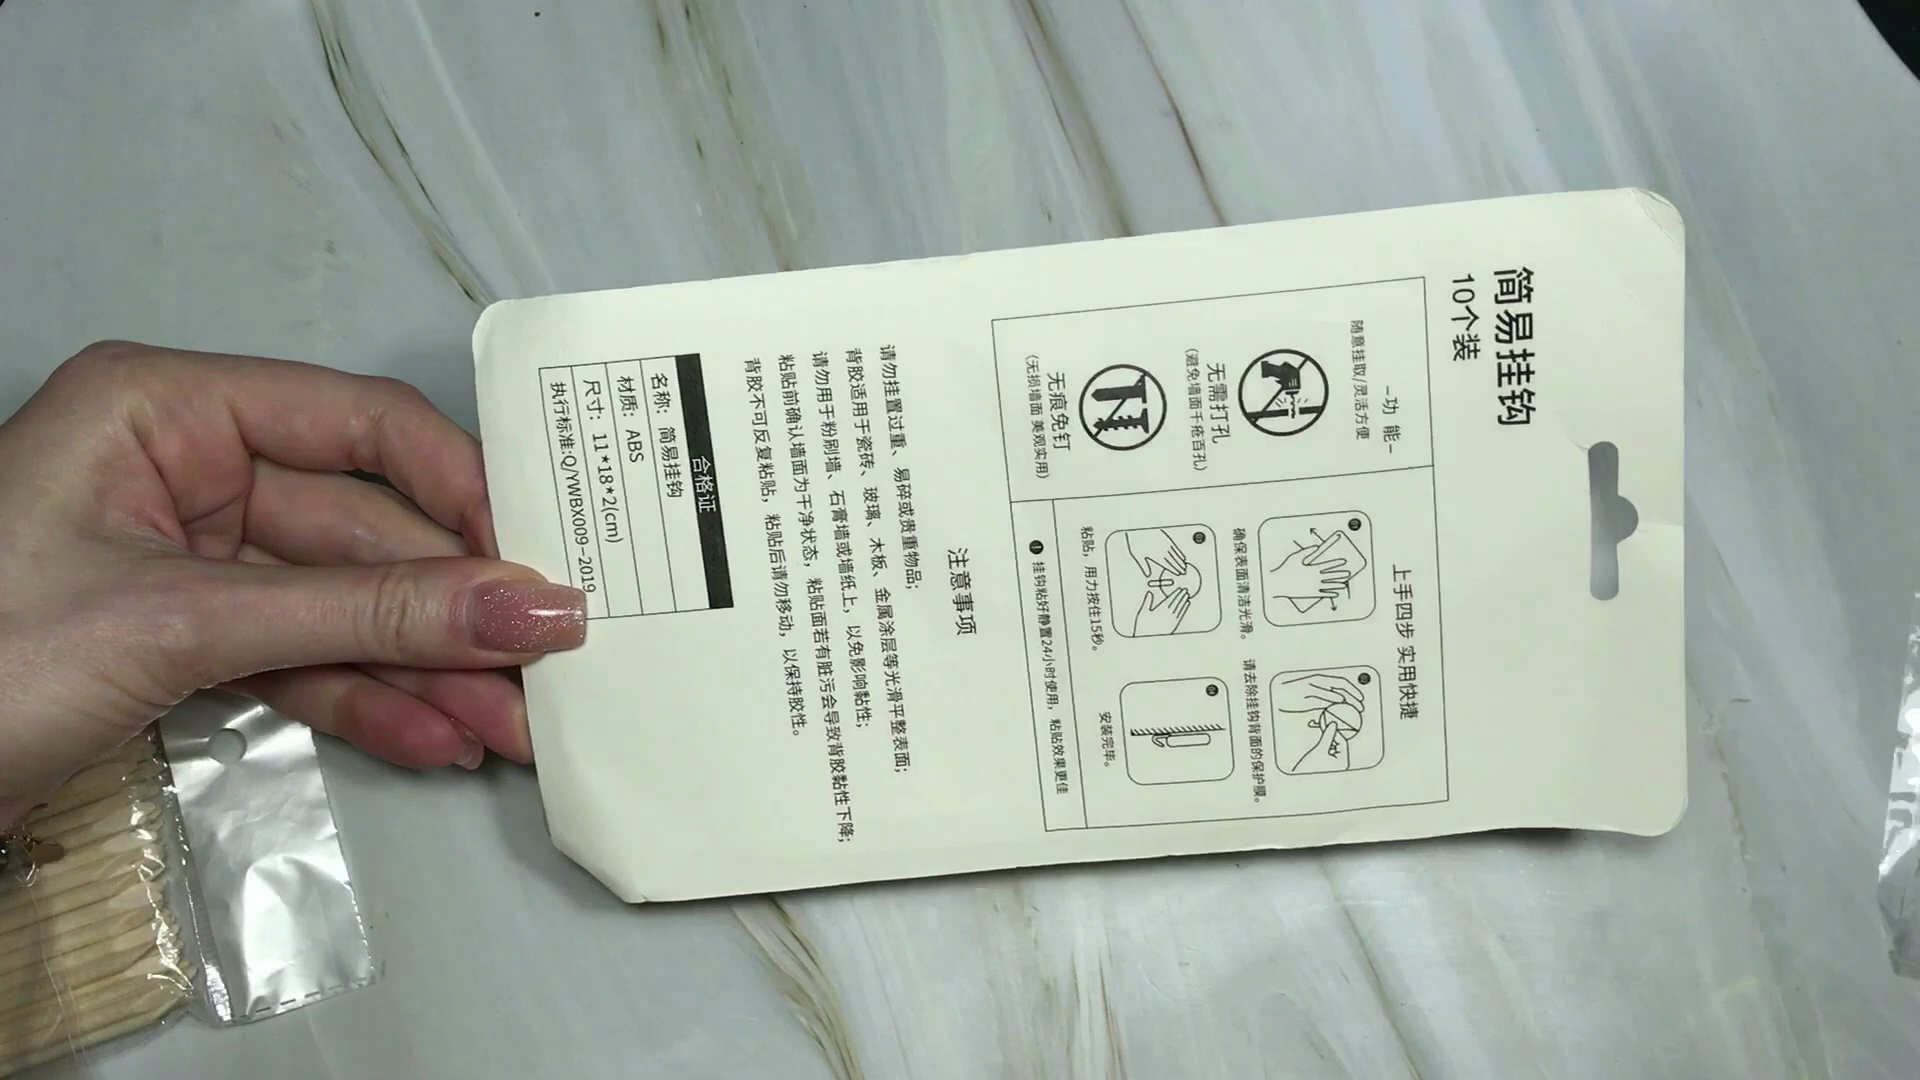 简易挂钩
10个装
-功 能-
随意挂取/灵活方便
无需打孔
(避免墙面千疮百孔)
无痕免钉
(无损墙面 美观实用)
上手四步 实用快捷
确保表面清洁光滑。
请去除挂钩背面的保护膜。
粘贴，用力按住15秒。
安装完毕。
挂钩粘好静置24小时使用，粘贴效果更佳
注意事项
请勿挂置过重、易碎或贵重物品；
背胶适用于瓷砖、玻璃、木板、金属涂层等光滑平整表面；
请勿用于粉刷墙、石膏墙或墙纸上，以免影响黏性；
粘贴前确认墙面为干净状态，粘贴面若有脏污会导致背胶黏性下降；
背胶不可反复粘贴，粘贴后请勿移动，以保持胶性。
合格证
名称：简易挂钩
材质：ABS
尺寸：11*18*2(cm)
执行标准:Q/YWBX009-2019